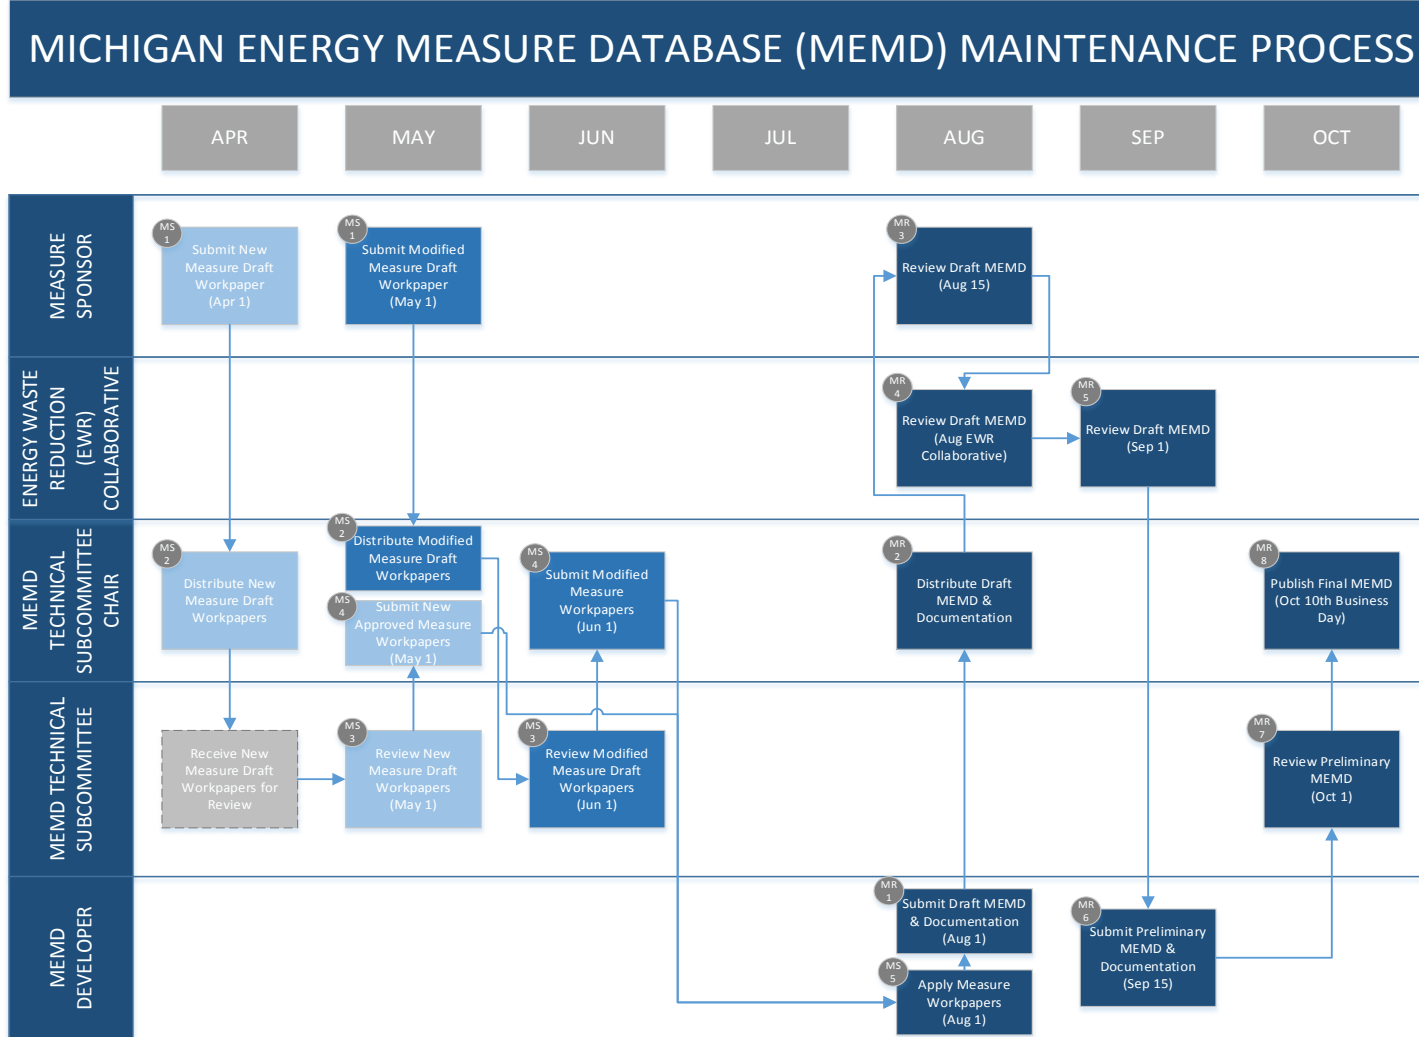 MICHIGAN ENERGY MEASURE DATABASE (MEMD) MAINTENANCE PROCESS
APR
MAY
JUN
JUL
AUG
SEP
OCT
MEASURE
SPONSOR
MS
1
Submit New
Measure Draft
Workpaper
(Apr 1)
MS
1
Submit Modified
Measure Draft
Workpaper
(May 1)
MR
3
Review Draft MEMD
(Aug 15)
ENERGY WASTE
REDUCTION
(EWR)
COLLABORATIVE
MR
4
Review Draft MEMD
(Aug EWR
Collaborative)
MR
5
Review Draft MEMD
(Sep 1)
MEMD
TECHNICAL
SUBCOMMITTEE
CHAIR
MS
2
Distribute New
Measure Draft
Workpapers
MS
2
Distribute Modified
Measure Draft
Workpapers
MS
4
Submit New
Approved Measure
Workpapers
(May 1)
MS
4
Submit Modified
Measure
Workpapers
(Jun 1)
MR
2
Distribute Draft
MEMD &
Documentation
MR
8
Publish Final MEMD
(Oct 10th Business
Day)
MEMD TECHNICAL
SUBCOMMITTEE
Receive New
Measure Draft
Workpapers for
Review
MS
3
Review New
Measure Draft
Workpapers
(May 1)
MS
3
Review Modified
Measure Draft
Workpapers
(Jun 1)
MR
7
Review Preliminary
MEMD
(Oct 1)
MEMD
DEVELOPER
MR
1
Submit Draft MEMD
& Documentation
(Aug 1)
MS
5
Apply Measure
Workpapers
(Aug 1)
MR
6
Submit Preliminary
MEMD &
Documentation
(Sep 15)